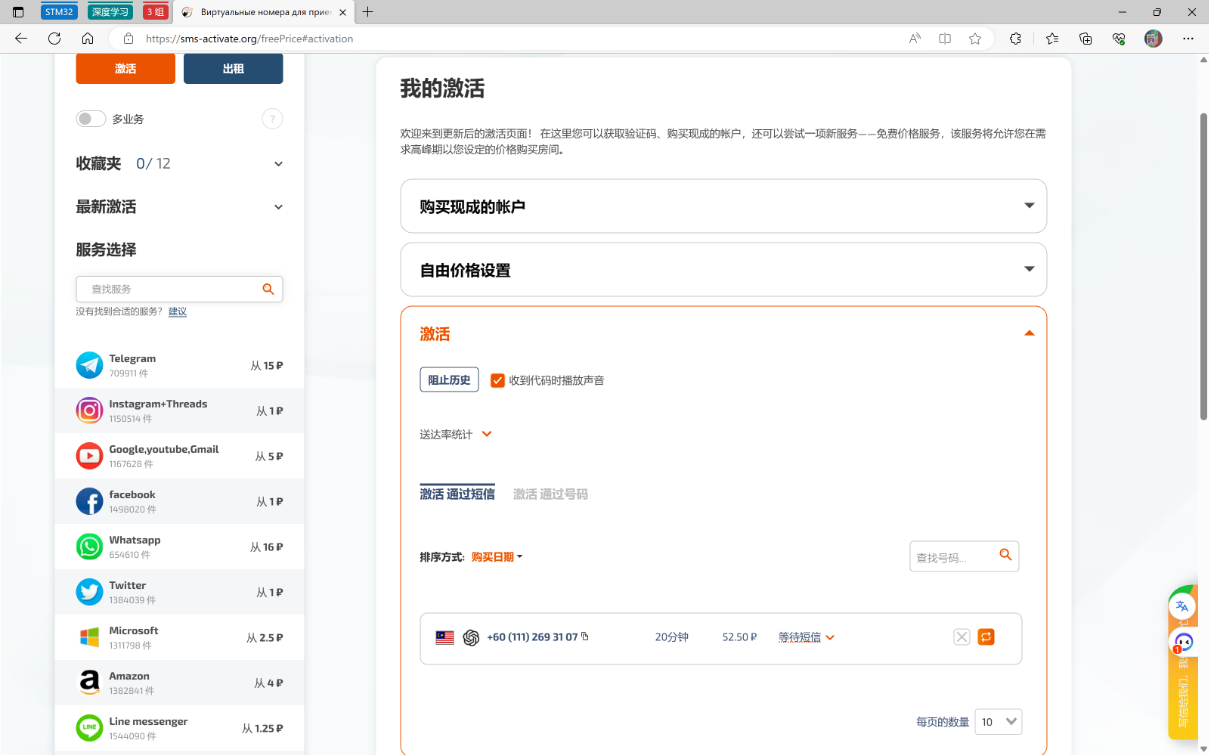 STM32
深度学习
3 组
Виртуальные номера для прием
https://sms-activate.org/freePrice#activation
激活
出租
多业务
?
收藏夹 0/ 12
最新激活
服务选择
查找服务
没有找到合适的服务? 建议
Telegram
709911 件
从 15 ₽
Instagram+Threads
1150514 件
从 1 ₽
Google,youtube,Gmail
1167628 件
从 5 ₽
facebook
1498020 件
从 1 ₽
Whatsapp
654610 件
从 16 ₽
Twitter
1384039 件
从 1 ₽
Microsoft
1311798 件
从 2.5 ₽
Amazon
1382841 件
从 4 ₽
Line messenger
1544090 件
从 1.25 ₽
我的激活
欢迎来到更新后的激活页面! 在这里您可以获取验证码、购买现成的帐户，还可以尝试一项新服务——免费价格服务，该服务将允许您在需
求高峰期以您设定的价格购买房间。
购买现成的帐户
自由价格设置
激活
阻止历史
收到代码时播放声音
送达率统计
激活 通过短信
激活 通过号码
排序方式: 购买日期
查找号码...
+60 (111) 269 31 07
20分钟
52.50 ₽
等待短信
每页的数量
10
1
写信给我们，我